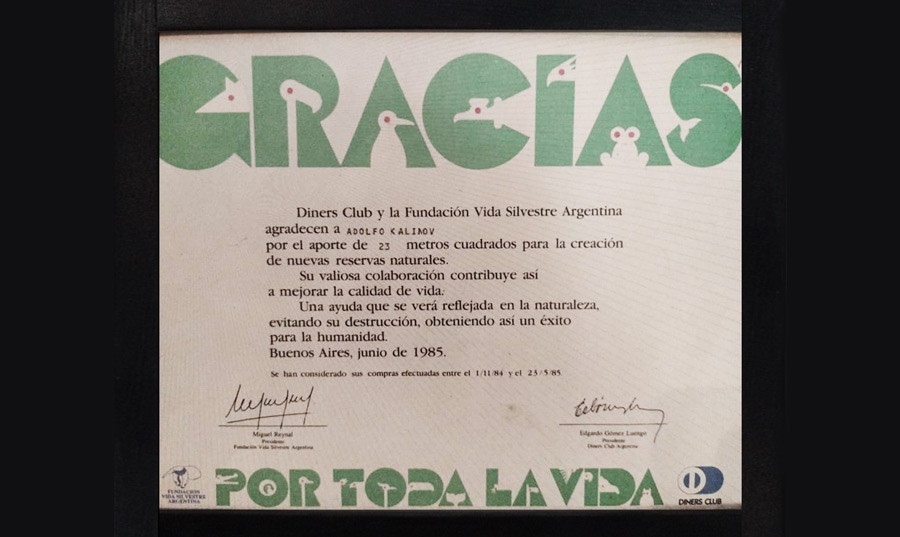 GRACIAS
Diners Club y la Fundación Vida Silvestre Argentina
agradecen a ADOLFO KALINOV
por el aporte de 23 metros cuadrados para la creación
de nuevas reservas naturales.
Su valiosa colaboración contribuye así
a mejorar la calidad de vida.
Una ayuda que se verá reflejada en la naturaleza,
evitando su destrucción, obteniendo así un éxito
para la humanidad.
Buenos Aires, junio de 1985.
Se han considerado sus compras efectuadas entre el 1/11/84 y el 23/5/85
Miguel Reynal
Presidente
Fundación Vida Silvestre Argentina
Edgardo Gómez Luengo
Presidente
Diners Club Argentina
FUNDACION
VIDA SILVESTRE
ARGENTINA
POR TODA LA VIDA
DINERS CLUB